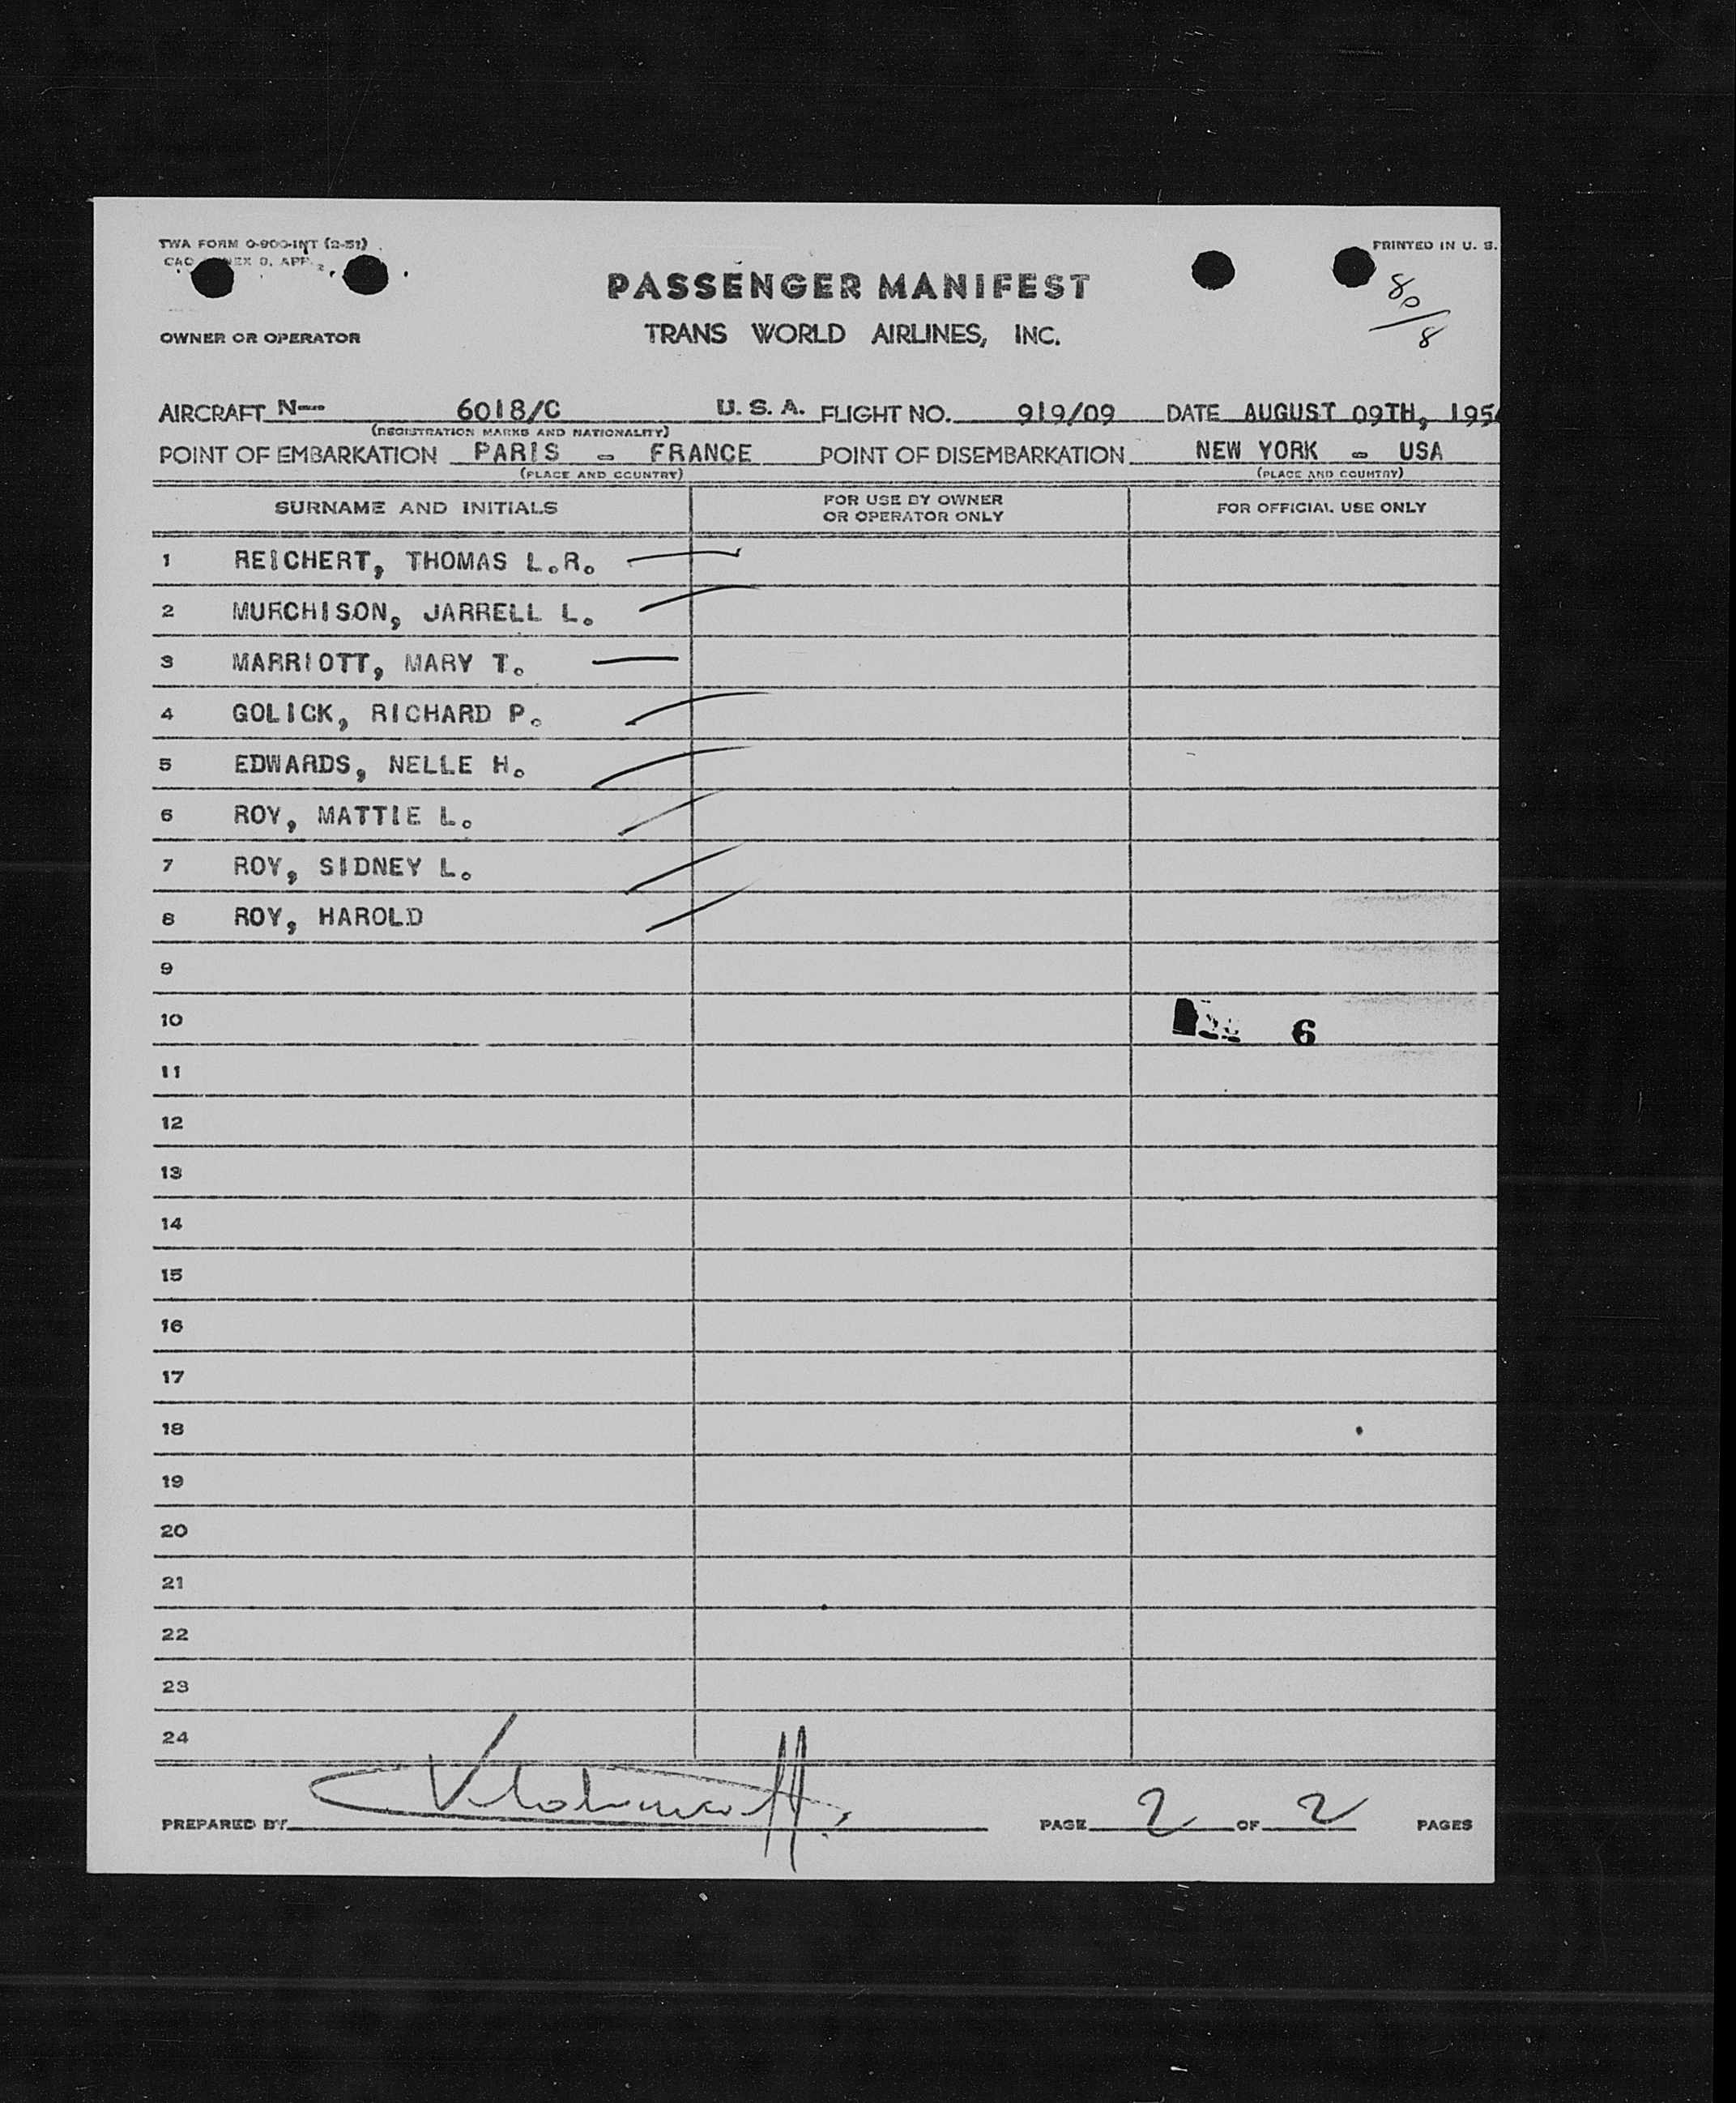 TWA FORM O-900-INT (2-51)
PRINTED IN U. S.
PASSENGER MANIFEST
80/8
OWNER OR OPERATOR
TRANS WORLD AIRLINES, INC.
AIRCRAFT N-- 6018/C U. S. A. FLIGHT NO. 919/09 DATE AUGUST 09TH, 195
(REGISTRATION MARKS AND NATIONALITY)
POINT OF EMBARKATION PARIS - FRANCE POINT OF DISEMBARKATION NEW YORK - USA
(PLACE AND COUNTRY) (PLACE AND COUNTRY)
SURNAME AND INITIALS FOR USE BY OWNER OR OPERATOR ONLY FOR OFFICIAL USE ONLY
1 REICHERT, THOMAS L.R.
2 MURCHISON, JARRELL L.
3 MARRIOTT, MARY T.
4 GOLICK, RICHARD P.
5 EDWARDS, NELLE H.
6 ROY, MATTIE L.
7 ROY, SIDNEY L.
8 ROY, HAROLD
9
10 6
11
12
13
14
15
16
17
18
19
20
21
22
23
24
PREPARED BY PAGE 2 OF 2 PAGES